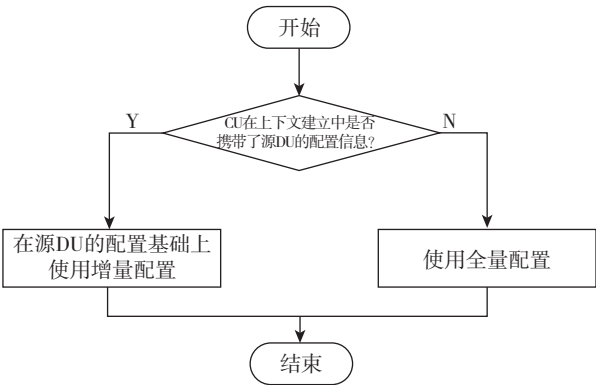 开始
CU在上下文建立中是否
携带了源DU的配置信息?
Y
N
在源DU的配置基础上
使用增量配置
使用全量配置
结束